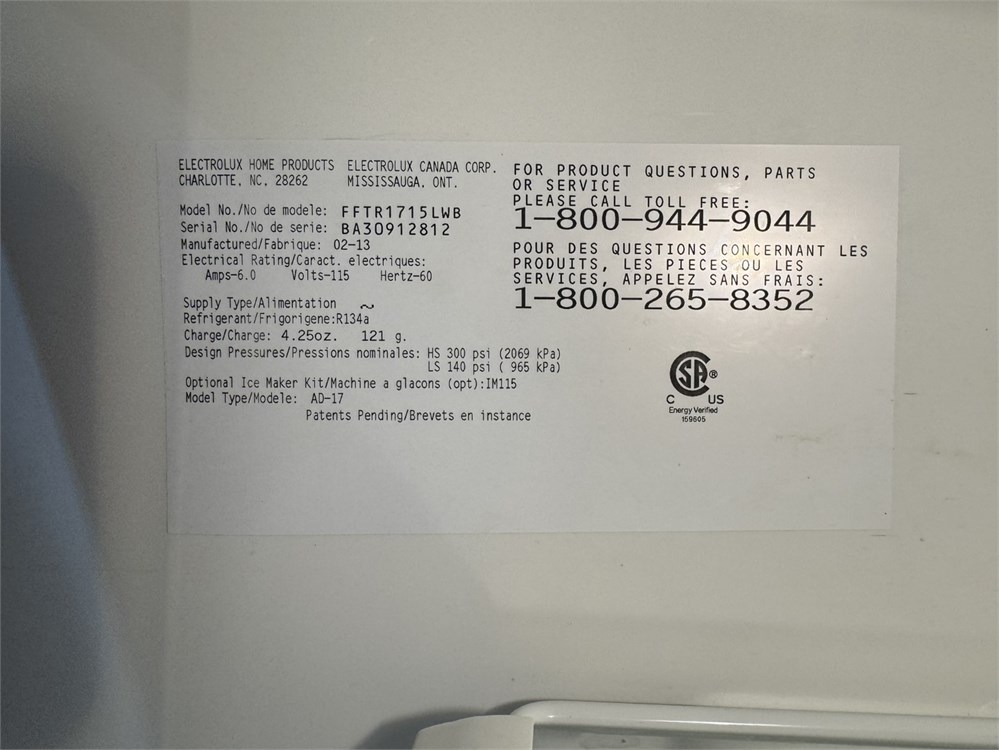 ELECTROLUX HOME PRODUCTS ELECTROLUX CANADA CORP.
CHARLOTTE, NC, 28262 MISSISSAUGA, ONT.
Model No./No de modele: FFTR1715LWB
Serial No./No de serie: BA30912812
Manufactured/Fabrique: 02-13
Electrical Rating/Caract. electriques:
Amps-6.0 Volts-115 Hertz-60
Supply Type/Alimentation ~
Refrigerant/Frigorigene:R134a
Charge/Charge: 4.25oz. 121 g.
Design Pressures/Pressions nominales: HS 300 psi (2069 kPa)
LS 140 psi ( 965 kPa)
Optional Ice Maker Kit/Machine a glacons (opt):IM115
Model Type/Modele: AD-17
Patents Pending/Brevets en instance
FOR PRODUCT QUESTIONS, PARTS
OR SERVICE
PLEASE CALL TOLL FREE:
1-800-944-9044
POUR DES QUESTIONS CONCERNANT LES
PRODUITS, LES PIECES OU LES
SERVICES, APPELEZ SANS FRAIS:
1-800-265-8352
CSA®
C US
Energy Verified
159605